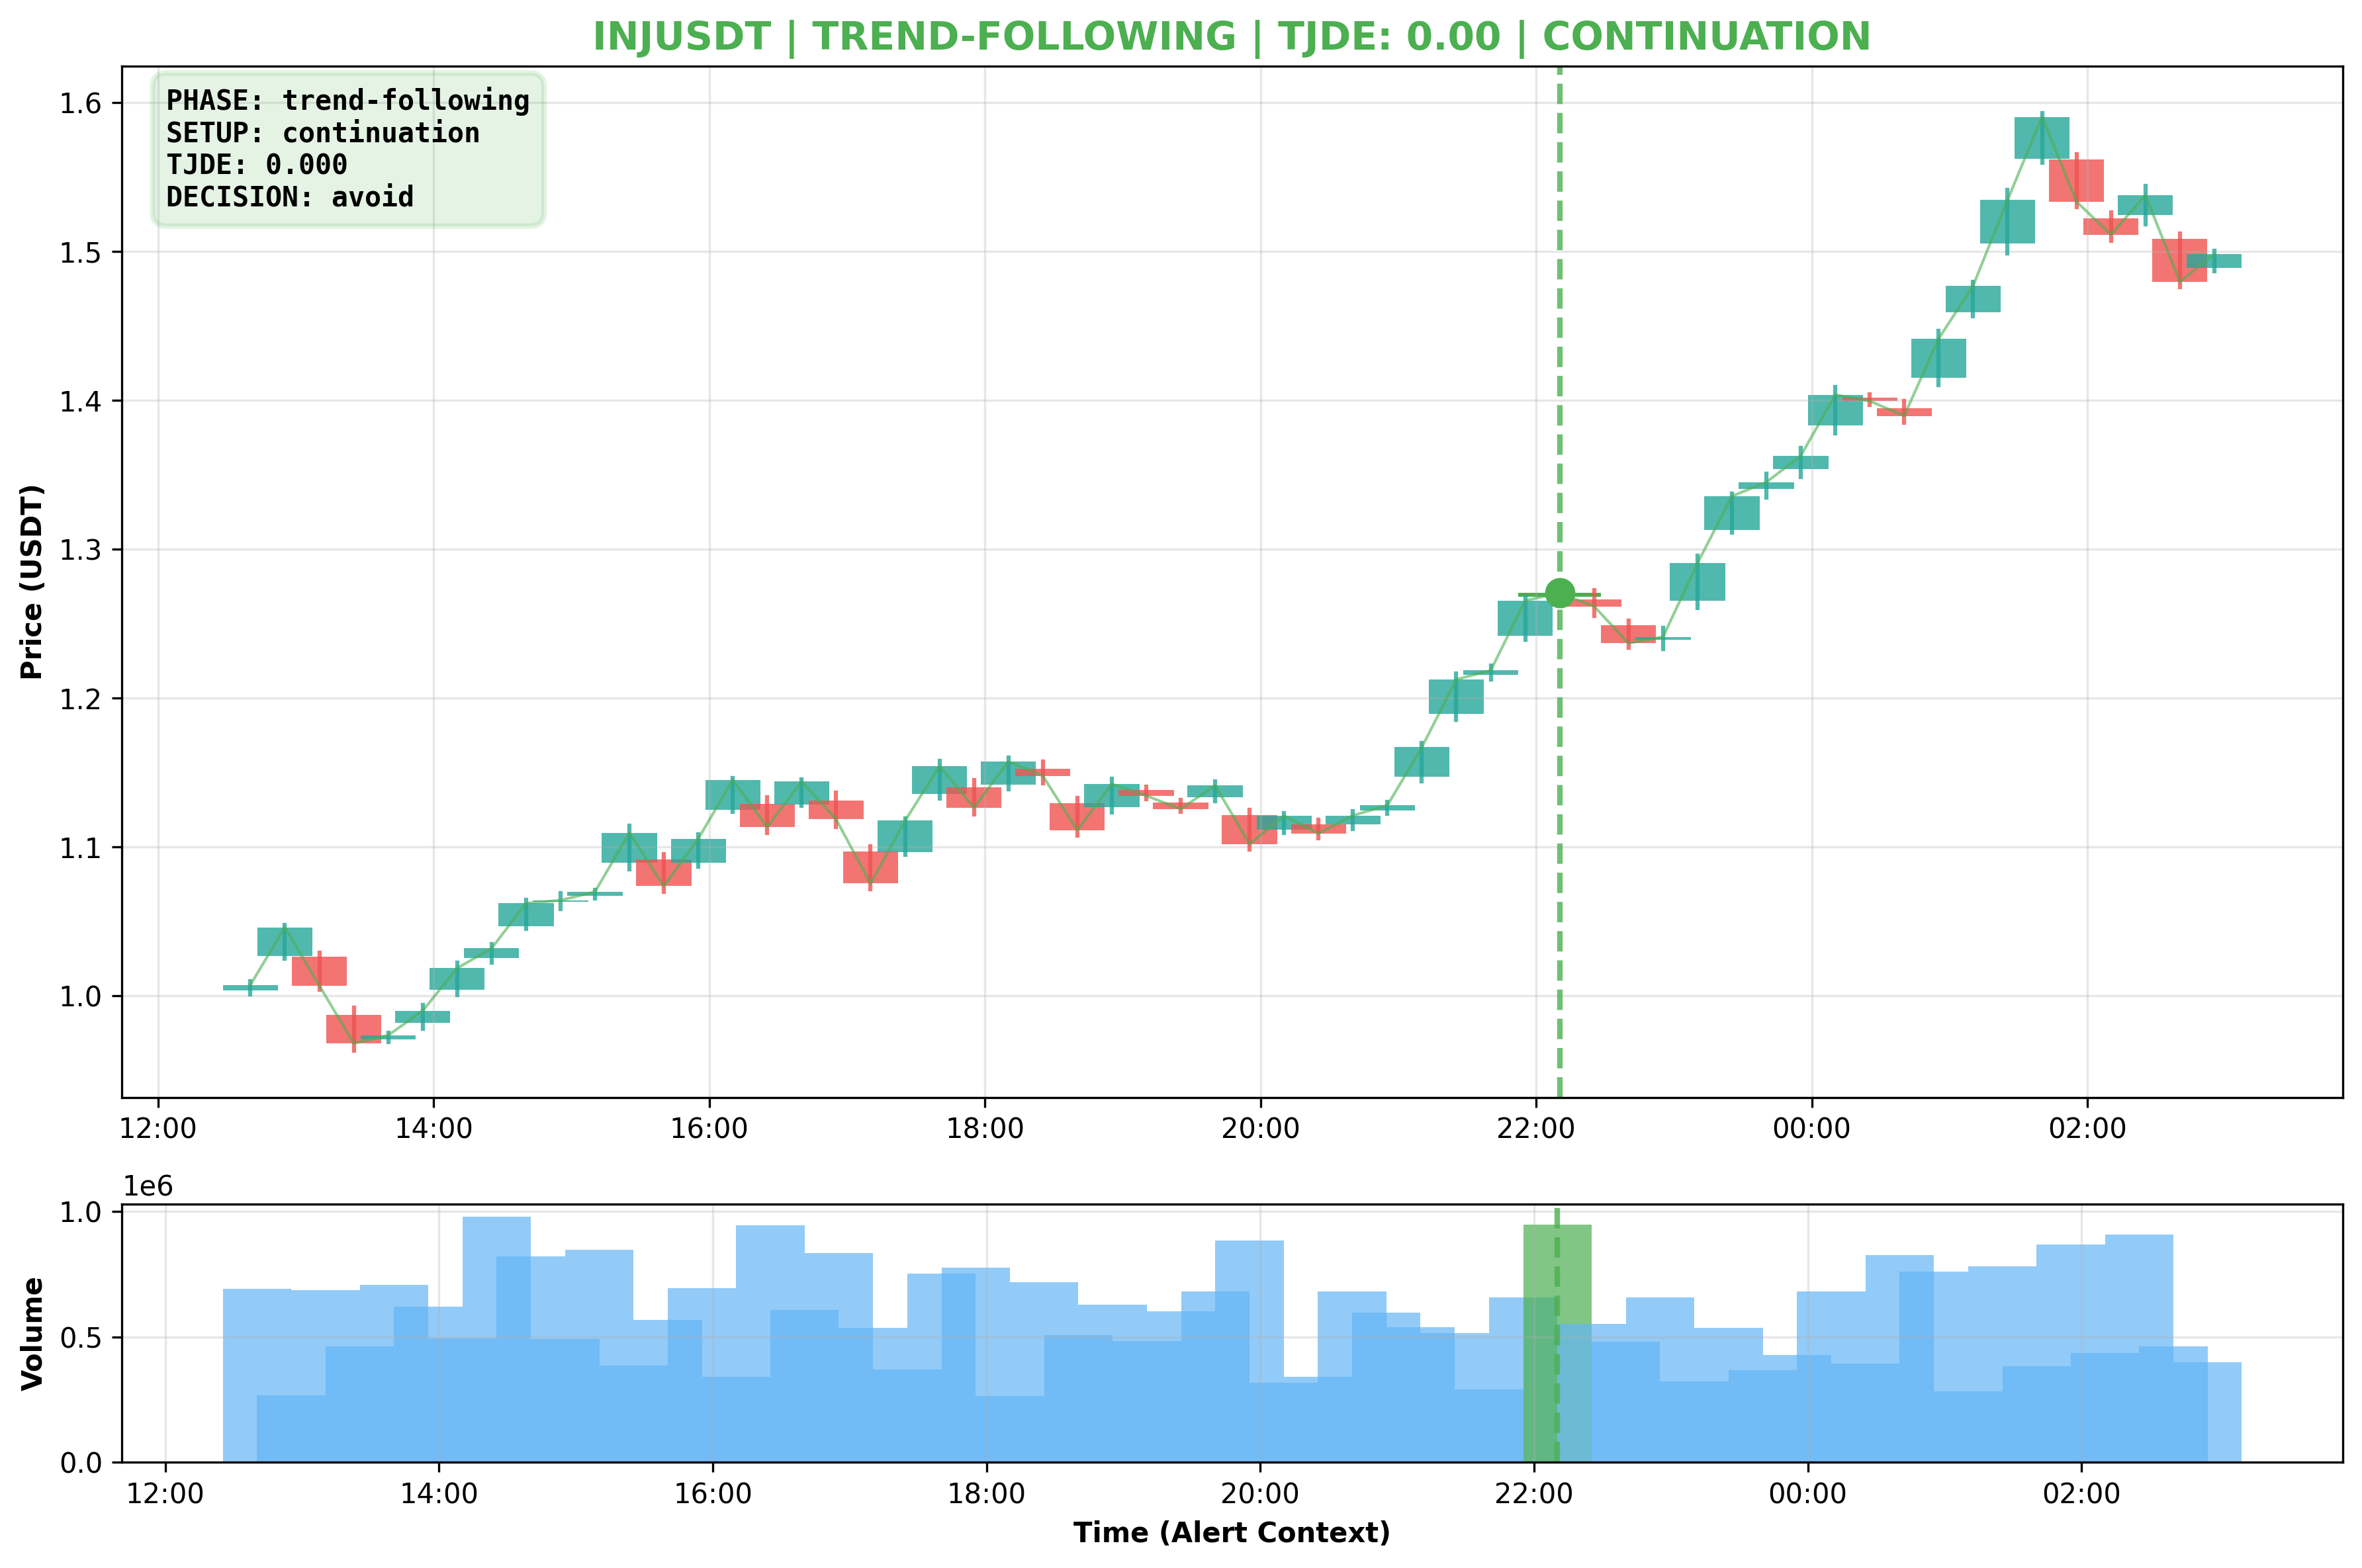 INJUSDT | TREND-FOLLOWING | TJDE: 0.00 | CONTINUATION
PHASE: trend-following
SETUP: continuation
TJDE: 0.000
DECISION: avoid
Price (USDT)
1.6
1.5
1.4
1.3
1.2
1.1
1.0
12:00 14:00 16:00 18:00 20:00 22:00 00:00 02:00
1e6
Volume
1.0
0.5
0.0
12:00 14:00 16:00 18:00 20:00 22:00 00:00 02:00
Time (Alert Context)